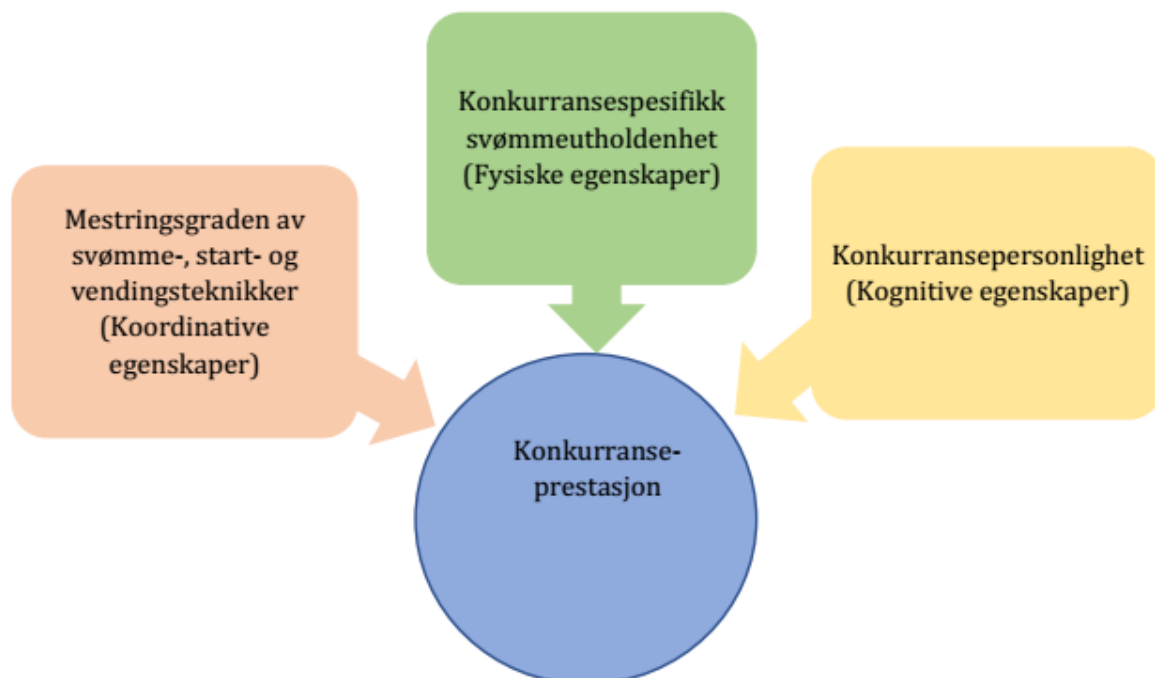 Mestringsgraden av
svømme-, start- og
vendingsteknikker
(Koordinative
egenskaper)
Konkurransespesifikk
svømmeutholdenhet
(Fysiske egenskaper)
Konkurransepersonlighet
(Kognitive egenskaper)
Konkurranse-
prestasjon